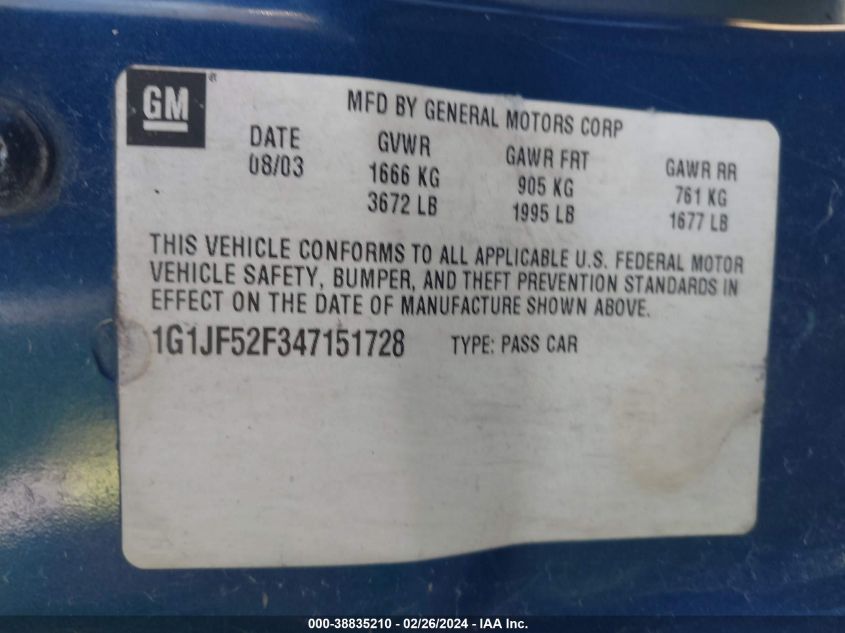 GM®
MFD BY GENERAL MOTORS CORP
DATE GVWR GAWR FRT GAWR RR
08/03 1666 KG 905 KG 761 KG
3672 LB 1995 LB 1677 LB
THIS VEHICLE CONFORMS TO ALL APPLICABLE U.S. FEDERAL MOTOR
VEHICLE SAFETY, BUMPER, AND THEFT PREVENTION STANDARDS IN
EFFECT ON THE DATE OF MANUFACTURE SHOWN ABOVE.
1G1JF52F347151728 TYPE: PASS CAR
000-38835210 - 02/26/2024 - IAA Inc.